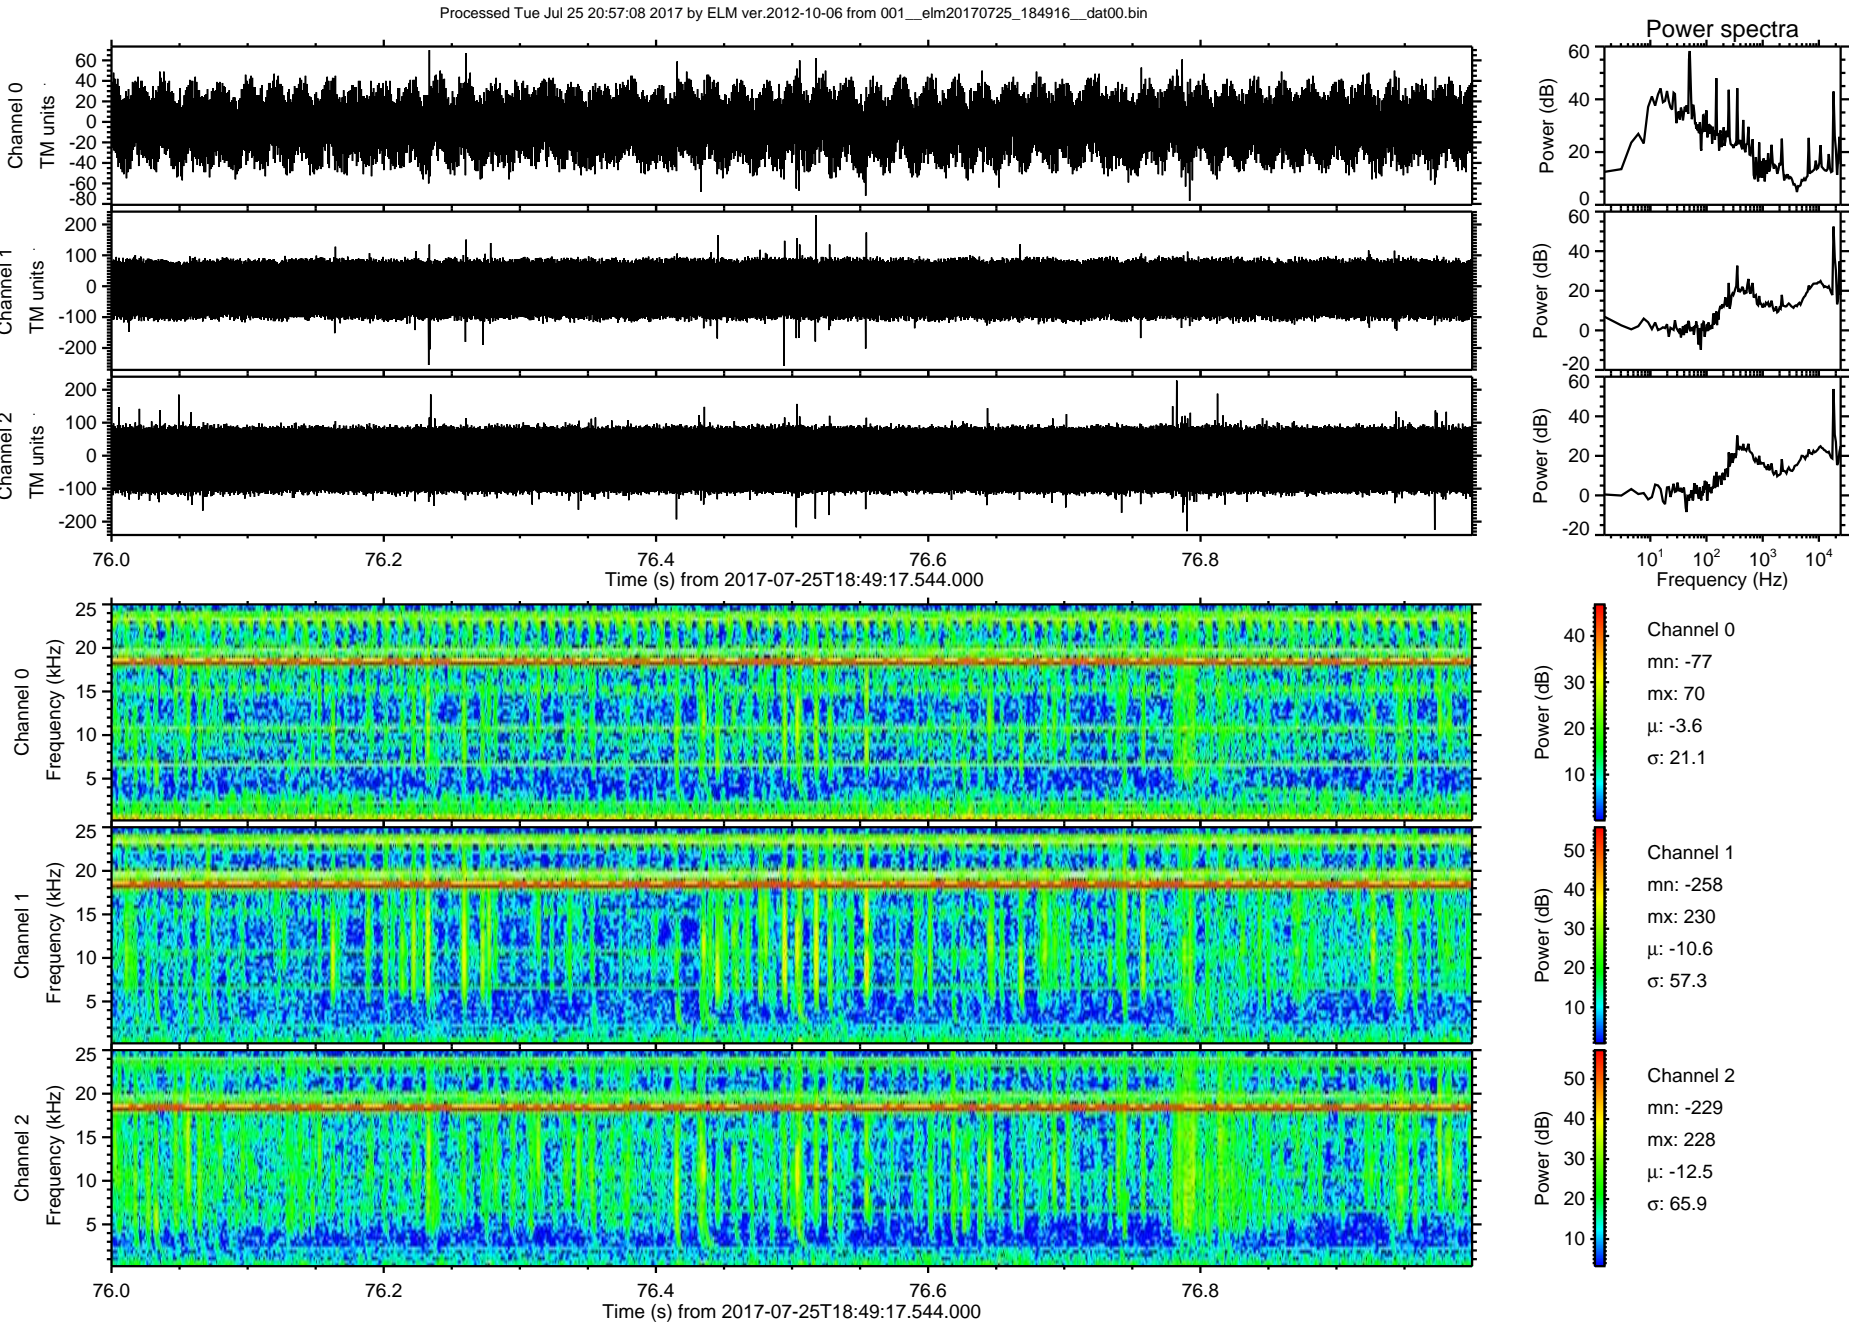 Processed Tue Jul 25 20:57:08 2017 by ELM ver.2012-10-06 from 001__elm20170725_184916__dat00.bin
Power spectra
Channel 0
TM units
60
40
20
0
-20
-40
-60
-80
Power (dB)
60
40
20
0
Channel 1
TM units
200
100
0
-100
-200
Power (dB)
60
40
20
0
-20
Channel 2
TM units
200
100
0
-100
-200
Power (dB)
60
40
20
0
-20
76.0 76.2 76.4 76.6 76.8
Time (s) from 2017-07-25T18:49:17.544.000
10^1 10^2 10^3 10^4
Frequency (Hz)
Channel 0
Frequency (kHz)
25
20
15
10
5
Power (dB)
40
30
20
10
Channel 0
mn: -77
mx: 70
μ: -3.6
σ: 21.1
Channel 1
Frequency (kHz)
25
20
15
10
5
Power (dB)
50
40
30
20
10
Channel 1
mn: -258
mx: 230
μ: -10.6
σ: 57.3
Channel 2
Frequency (kHz)
25
20
15
10
5
Power (dB)
50
40
30
20
10
Channel 2
mn: -229
mx: 228
μ: -12.5
σ: 65.9
76.0 76.2 76.4 76.6 76.8
Time (s) from 2017-07-25T18:49:17.544.000